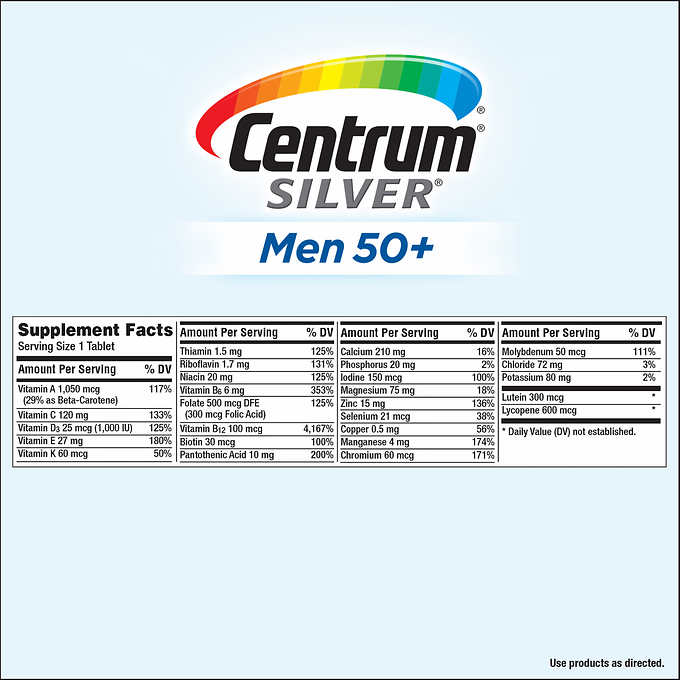 Centrum®
SILVER®
®
Men 50+
Supplement Facts
Serving Size 1 Tablet
Amount Per Serving % DV
Vitamin A 1,050 mcg 117%
(29% as Beta-Carotene)
Vitamin C 120 mg 133%
Vitamin D3 25 mcg (1,000 IU) 125%
Vitamin E 27 mg 180%
Vitamin K 60 mcg 50%
Amount Per Serving % DV
Thiamin 1.5 mg 125%
Riboflavin 1.7 mg 131%
Niacin 20 mg 125%
Vitamin B6 6 mg 353%
Folate 500 mcg DFE 125%
(300 mcg Folic Acid)
Vitamin B12 100 mcg 4,167%
Biotin 30 mcg 100%
Pantothenic Acid 10 mg 200%
Amount Per Serving % DV
Calcium 210 mg 16%
Phosphorus 20 mg 2%
Iodine 150 mcg 100%
Magnesium 75 mg 18%
Zinc 15 mg 136%
Selenium 21 mcg 38%
Copper 0.5 mg 56%
Manganese 4 mg 174%
Chromium 60 mcg 171%
Amount Per Serving % DV
Molybdenum 50 mcg 111%
Chloride 72 mg 3%
Potassium 80 mg 2%
Lutein 300 mcg *
Lycopene 600 mcg *
* Daily Value (DV) not established.
Use products as directed.